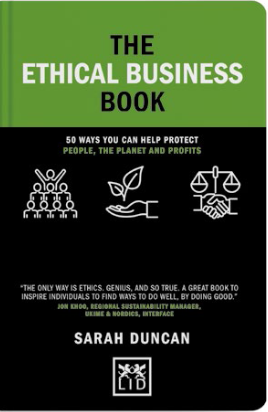 THE
ETHICAL BUSINESS
BOOK
50 WAYS YOU CAN HELP PROTECT
PEOPLE, THE PLANET AND PROFITS
"THE ONLY WAY IS ETHICS. GENIUS, AND SO TRUE. A GREAT BOOK TO
INSPIRE INDIVIDUALS TO FIND WAYS TO DO WELL, BY DOING GOOD."
JON KHOO, REGIONAL SUSTAINABILITY MANAGER,
UKIME & NORDICS, INTERFACE
SARAH DUNCAN
LID